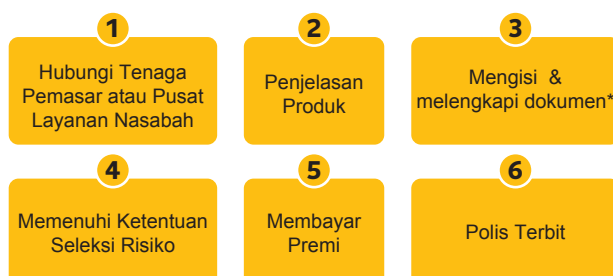 1
Hubungi Tenaga
Pemasar atau Pusat
Layanan Nasabah
2
Penjelasan
Produk
3
Mengisi & 
melengkapi dokumen*
4
Memenuhi Ketentuan
Seleksi Risiko
5
Membayar
Premi
6
Polis Terbit